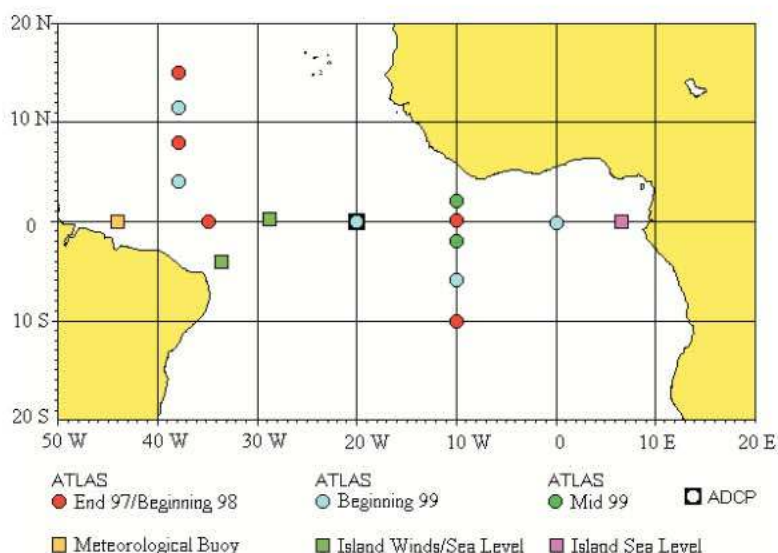 20 N
10 N
0
10 S
20 S
50 W 40 W 30 W 20 W 10 W 0 10 E 20 E
ATLAS ATLAS ATLAS
End 97/Beginning 98 Beginning 99 Mid 99 ADCP
Meteorological Buoy Island Winds/Sea Level Island Sea Level